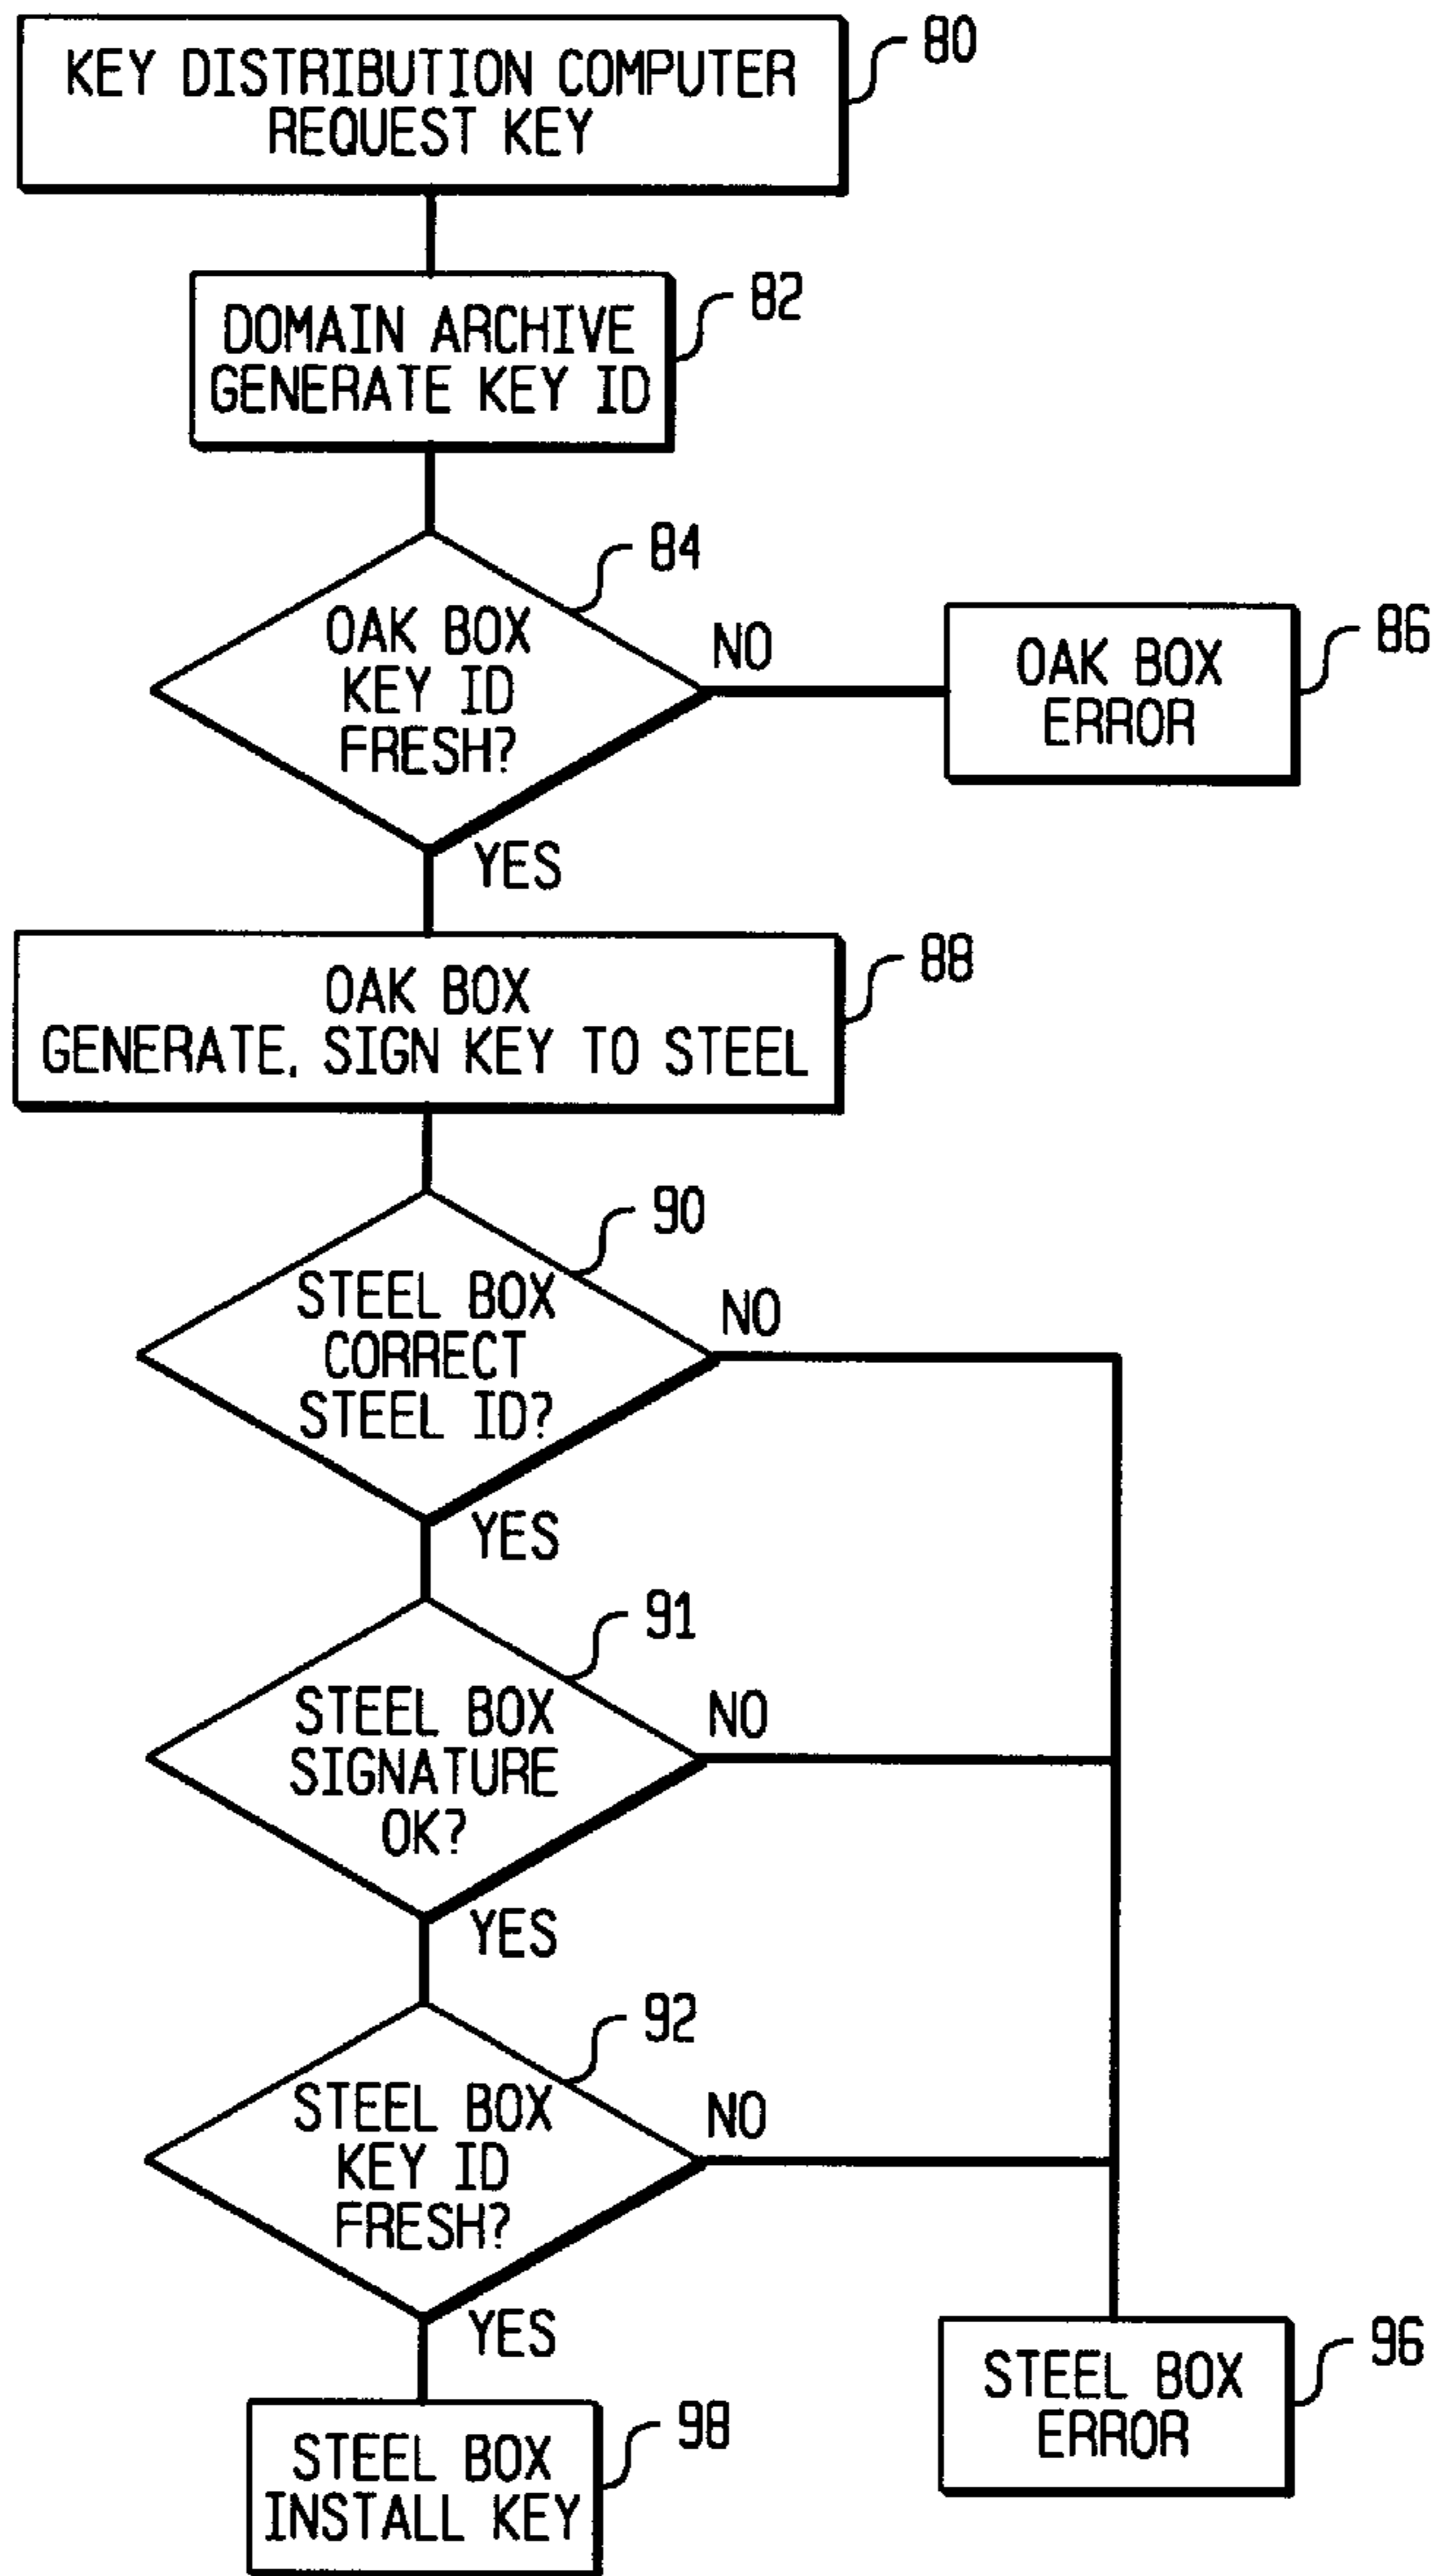 KEY DISTRIBUTION COMPUTER
REQUEST KEY
80
DOMAIN ARCHIVE
GENERATE KEY ID
82
OAK BOX
KEY ID
FRESH?
84
NO
YES
OAK BOX
ERROR
86
OAK BOX
GENERATE, SIGN KEY TO STEEL
88
STEEL BOX
CORRECT
STEEL ID?
90
NO
YES
STEEL BOX
SIGNATURE
OK?
91
NO
YES
STEEL BOX
KEY ID
FRESH?
92
NO
YES
STEEL BOX
ERROR
96
STEEL BOX
INSTALL KEY
98